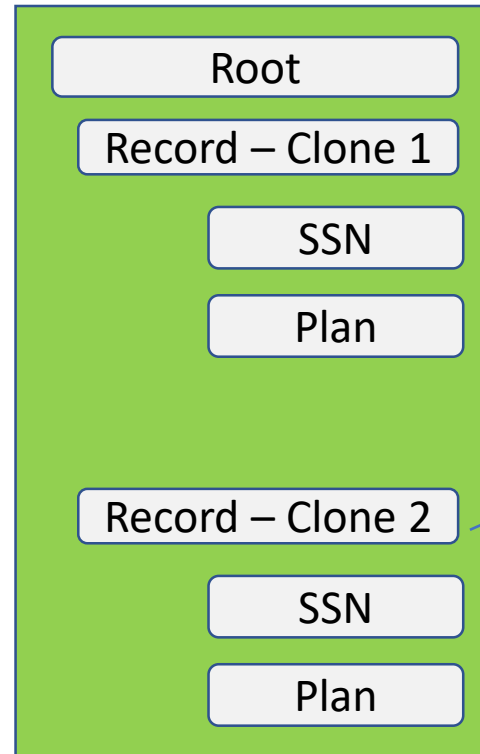 Root
Record – Clone 1
SSN
Plan
Record – Clone 2
SSN
Plan